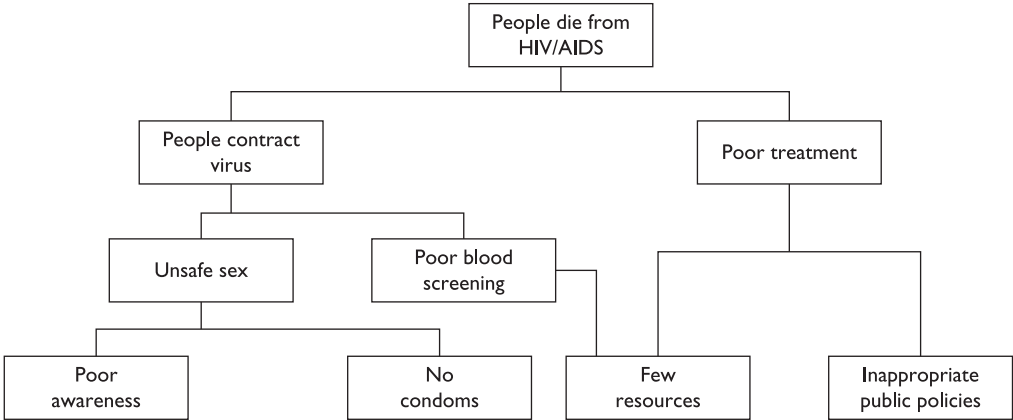 People die from
HIV/AIDS
People contract
virus
Poor treatment
Unsafe sex
Poor blood
screening
Poor
awareness
No
condoms
Few
resources
Inappropriate
public policies